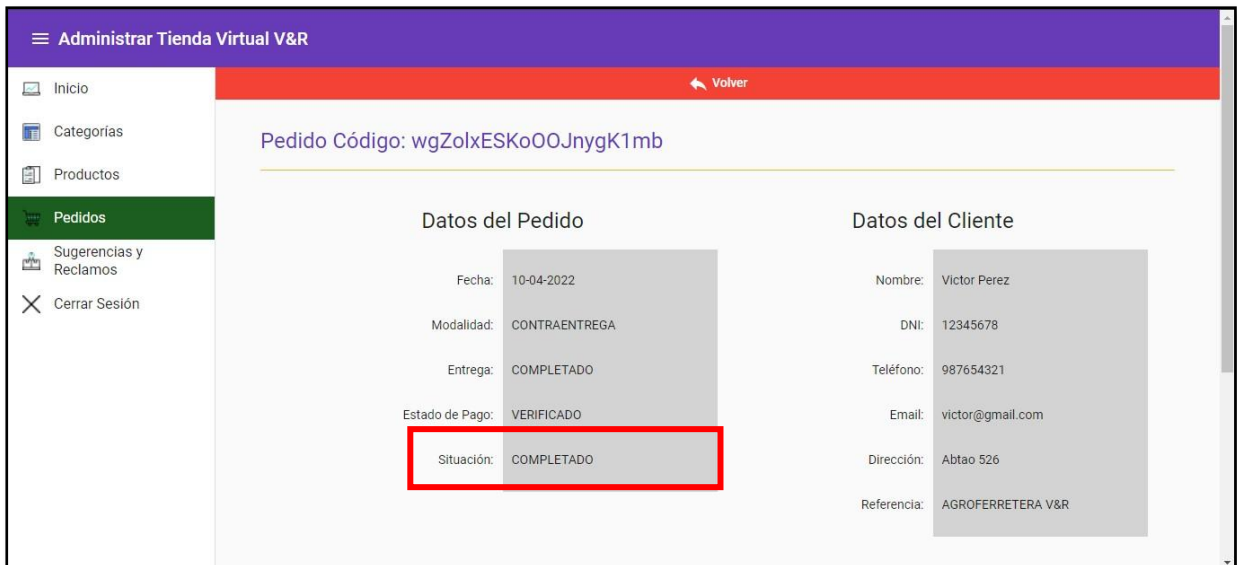 Administrar Tienda Virtual V&R
Inicio
Categorías
Productos
Pedidos
Sugerencias y
Reclamos
Cerrar Sesión
Volver
Pedido Código: wgZolxESKoOOJnygK1mb
Datos del Pedido
Fecha: 10-04-2022
Modalidad: CONTRAENTREGA
Entrega: COMPLETADO
Estado de Pago: VERIFICADO
Situación: COMPLETADO
Datos del Cliente
Nombre: Victor Perez
DNI: 12345678
Teléfono: 987654321
Email: victor@gmail.com
Dirección: Abtao 526
Referencia: AGROFERRETERA V&R